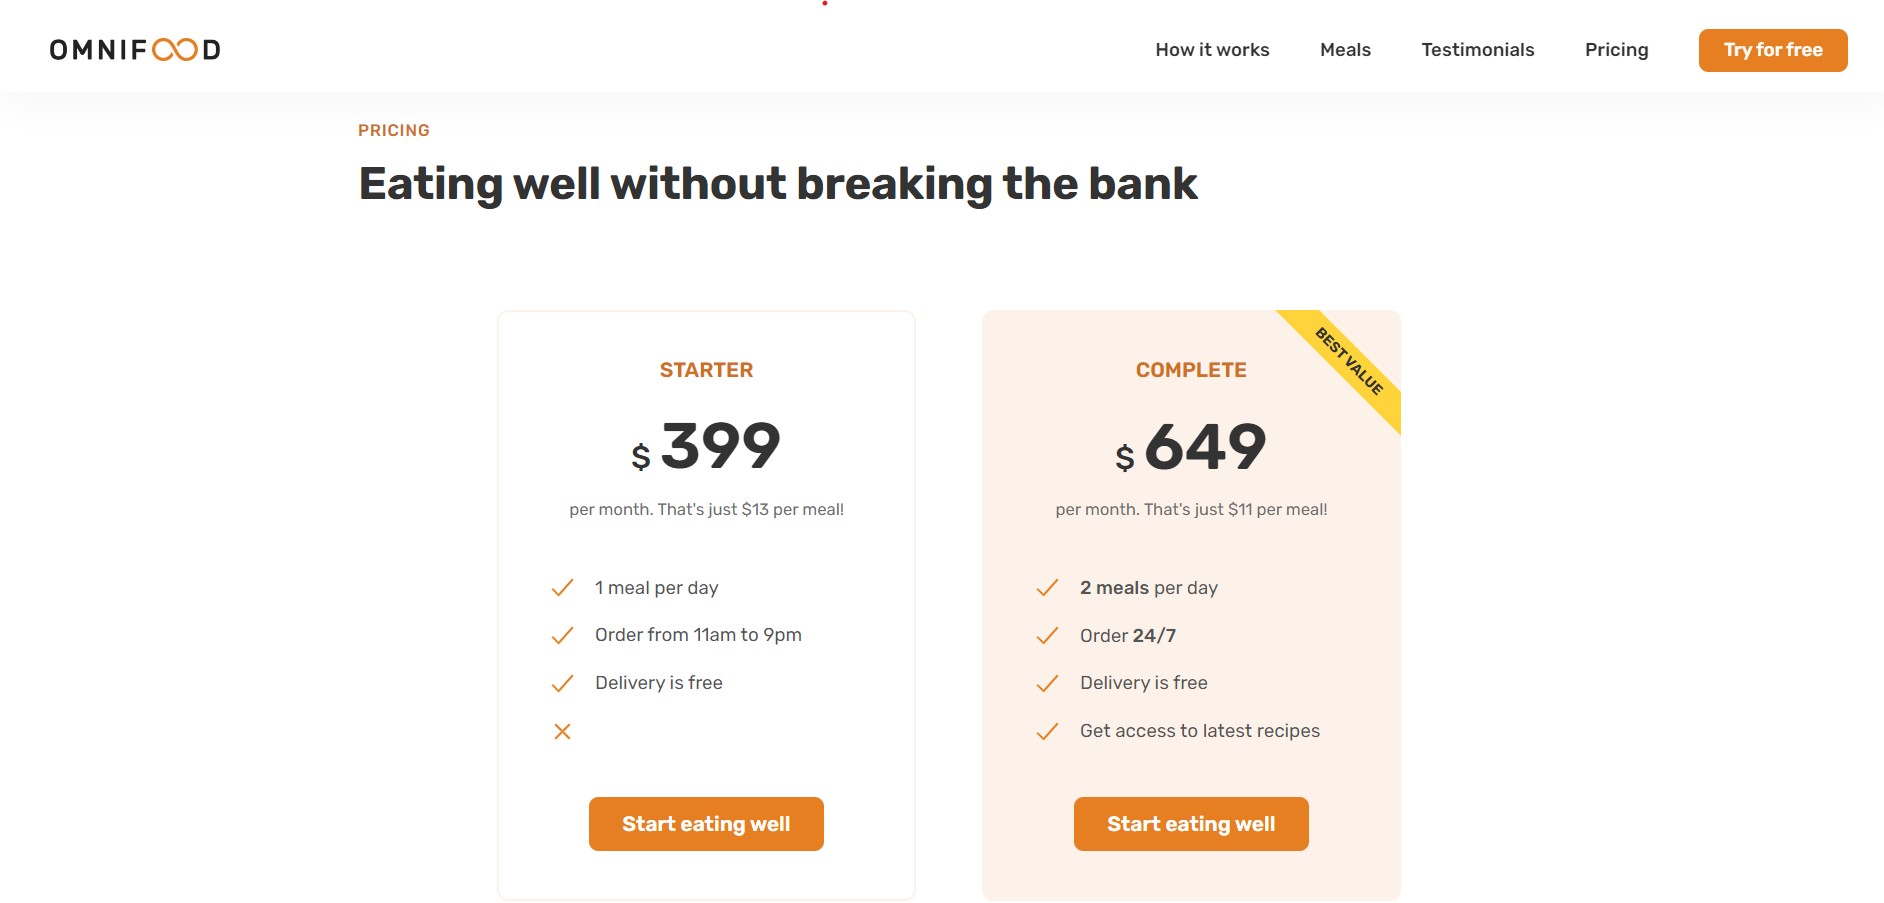 OMNIFOOD
How it works
Meals
Testimonials
Pricing
Try for free
PRICING
Eating well without breaking the bank
STARTER
$ 399
per month. That's just $13 per meal!
1 meal per day
Order from 11am to 9pm
Delivery is free
Start eating well
BEST VALUE
COMPLETE
$ 649
per month. That's just $11 per meal!
2 meals per day
Order 24/7
Delivery is free
Get access to latest recipes
Start eating well